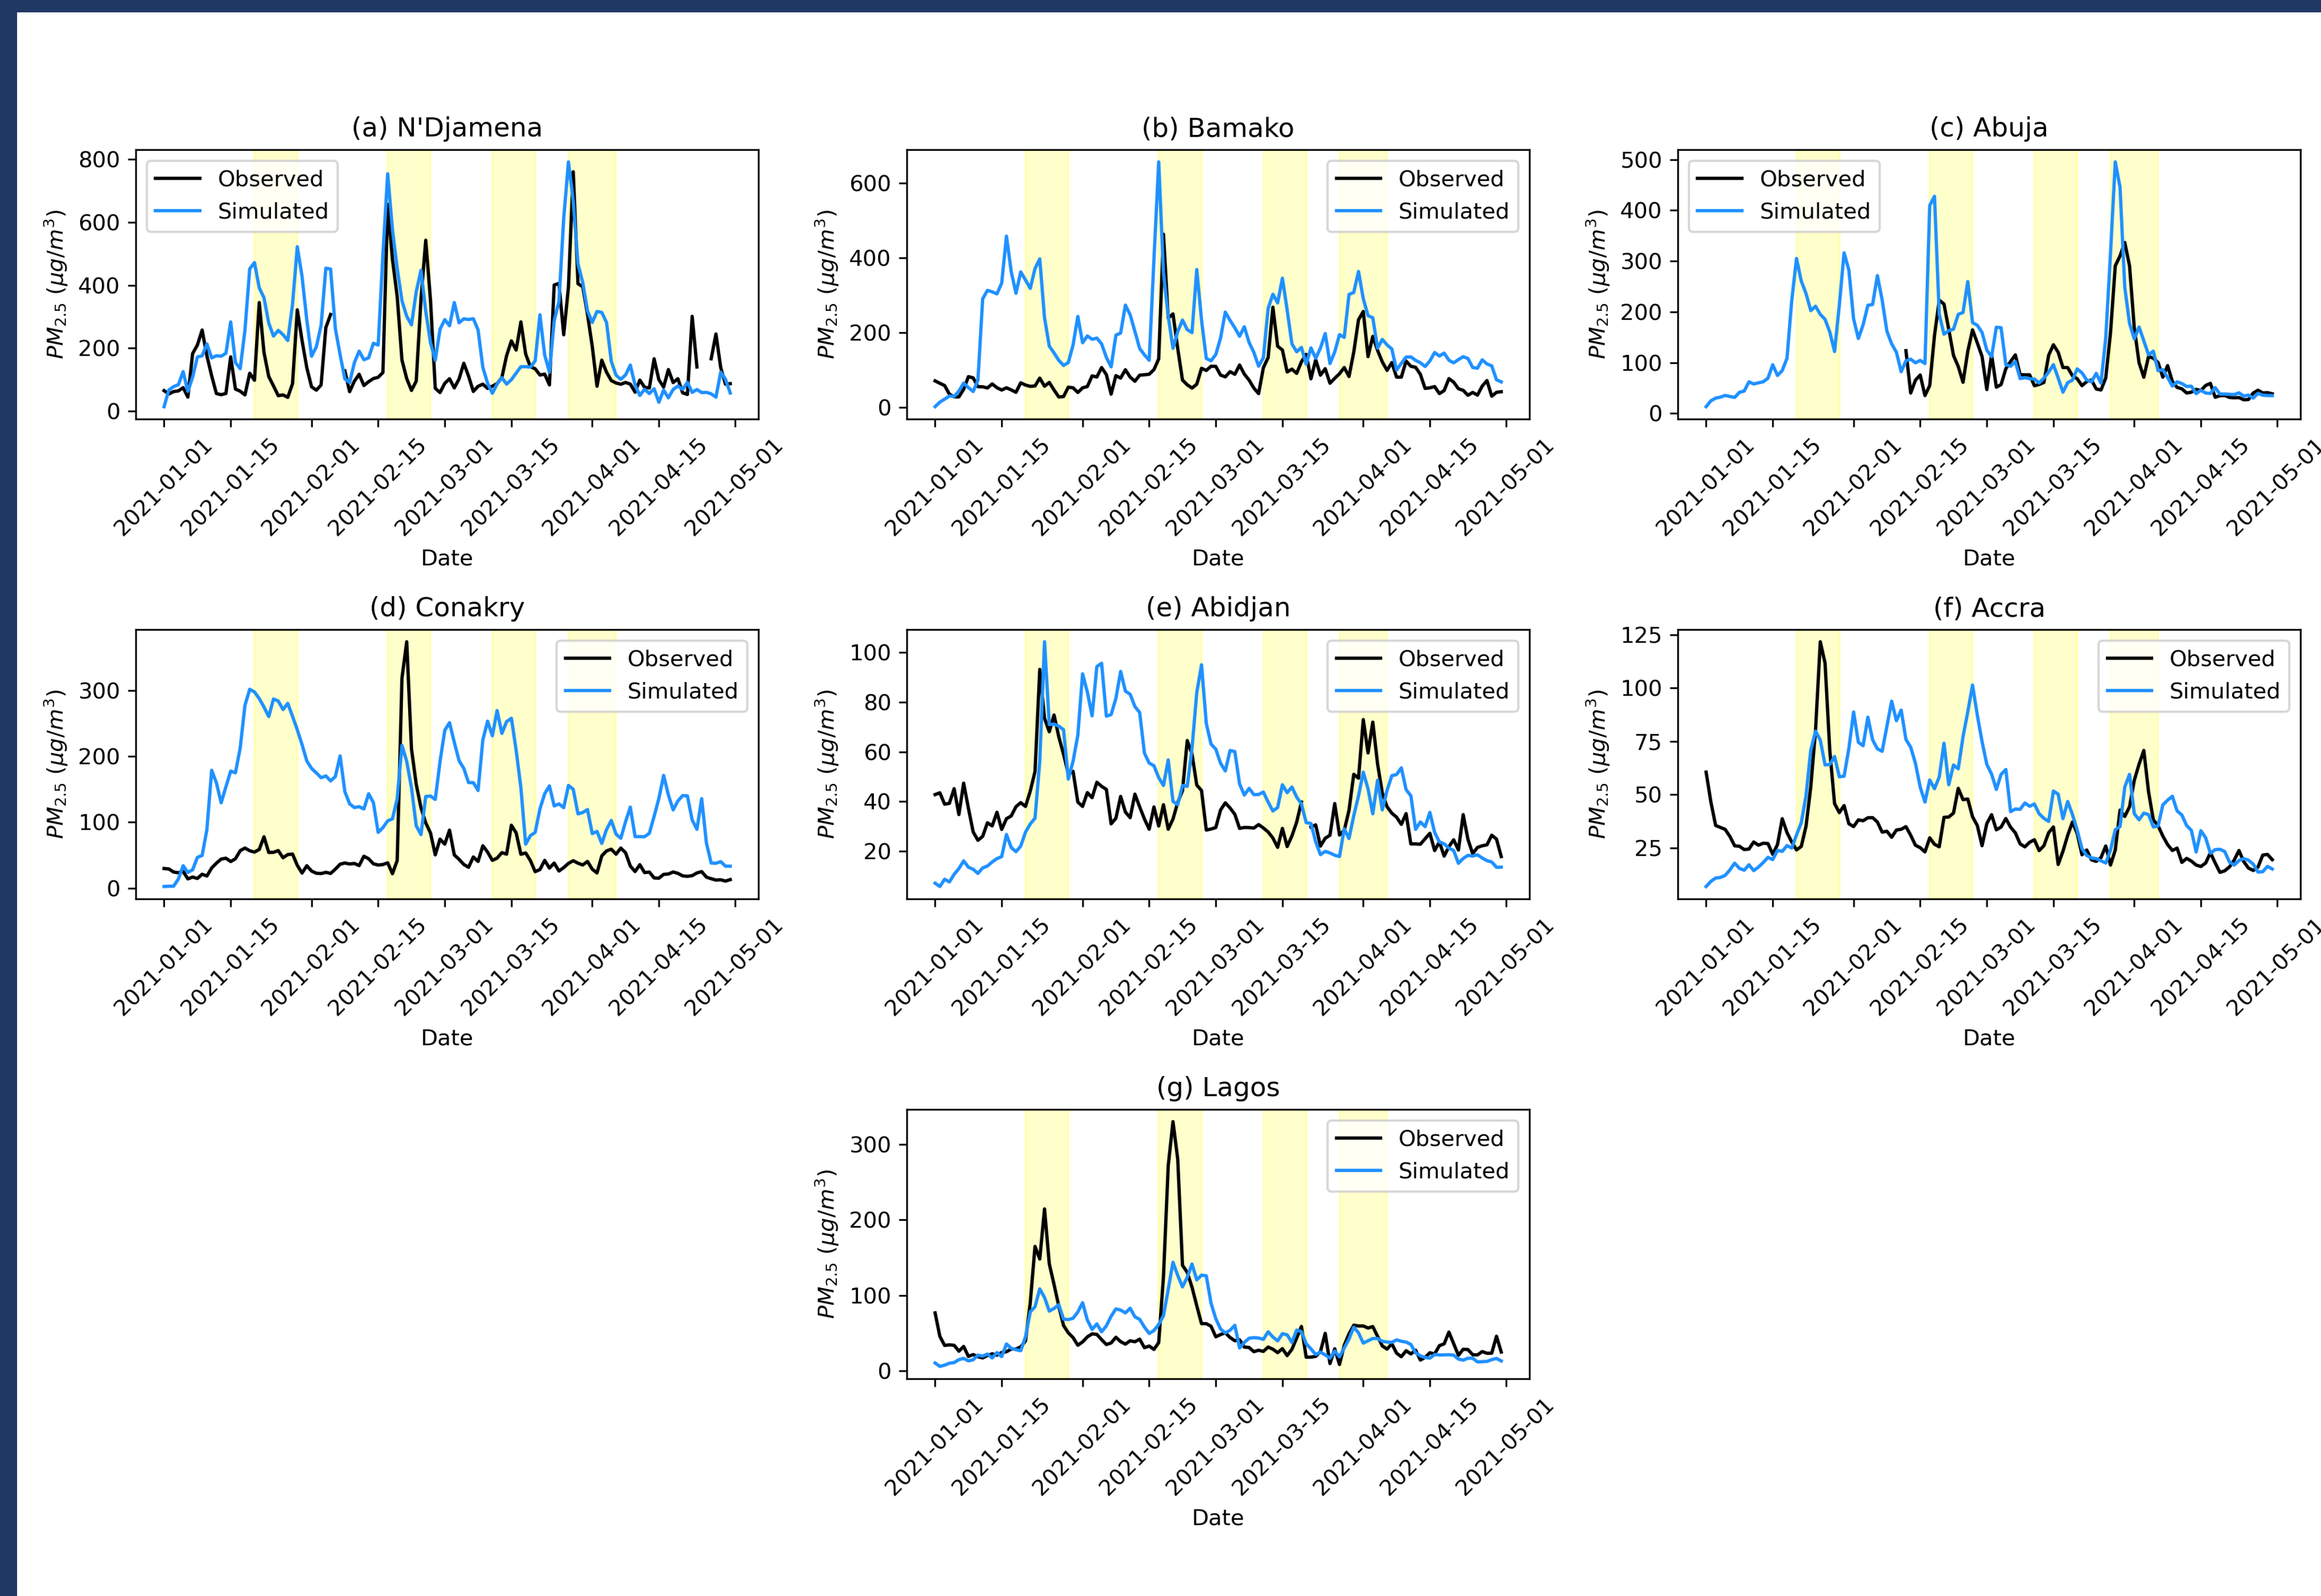 (a) N'Djamena
800
600
400
200
0
PM2.5 (μg/m³)
Observed
Simulated
2021-01-01
2021-01-15
2021-02-01
2021-02-15
2021-03-01
2021-03-15
2021-04-01
2021-04-15
2021-05-01
Date
(b) Bamako
600
400
200
0
PM2.5 (μg/m³)
Observed
Simulated
2021-01-01
2021-01-15
2021-02-01
2021-02-15
2021-03-01
2021-03-15
2021-04-01
2021-04-15
2021-05-01
Date
(c) Abuja
500
400
300
200
100
0
PM2.5 (μg/m³)
Observed
Simulated
2021-01-01
2021-01-15
2021-02-01
2021-02-15
2021-03-01
2021-03-15
2021-04-01
2021-04-15
2021-05-01
Date
(d) Conakry
300
200
100
0
PM2.5 (μg/m³)
Observed
Simulated
2021-01-01
2021-01-15
2021-02-01
2021-02-15
2021-03-01
2021-03-15
2021-04-01
2021-04-15
2021-05-01
Date
(e) Abidjan
100
80
60
40
20
PM2.5 (μg/m³)
Observed
Simulated
2021-01-01
2021-01-15
2021-02-01
2021-02-15
2021-03-01
2021-03-15
2021-04-01
2021-04-15
2021-05-01
Date
(f) Accra
125
100
75
50
25
PM2.5 (μg/m³)
Observed
Simulated
2021-01-01
2021-01-15
2021-02-01
2021-02-15
2021-03-01
2021-03-15
2021-04-01
2021-04-15
2021-05-01
Date
(g) Lagos
300
200
100
0
PM2.5 (μg/m³)
Observed
Simulated
2021-01-01
2021-01-15
2021-02-01
2021-02-15
2021-03-01
2021-03-15
2021-04-01
2021-04-15
2021-05-01
Date